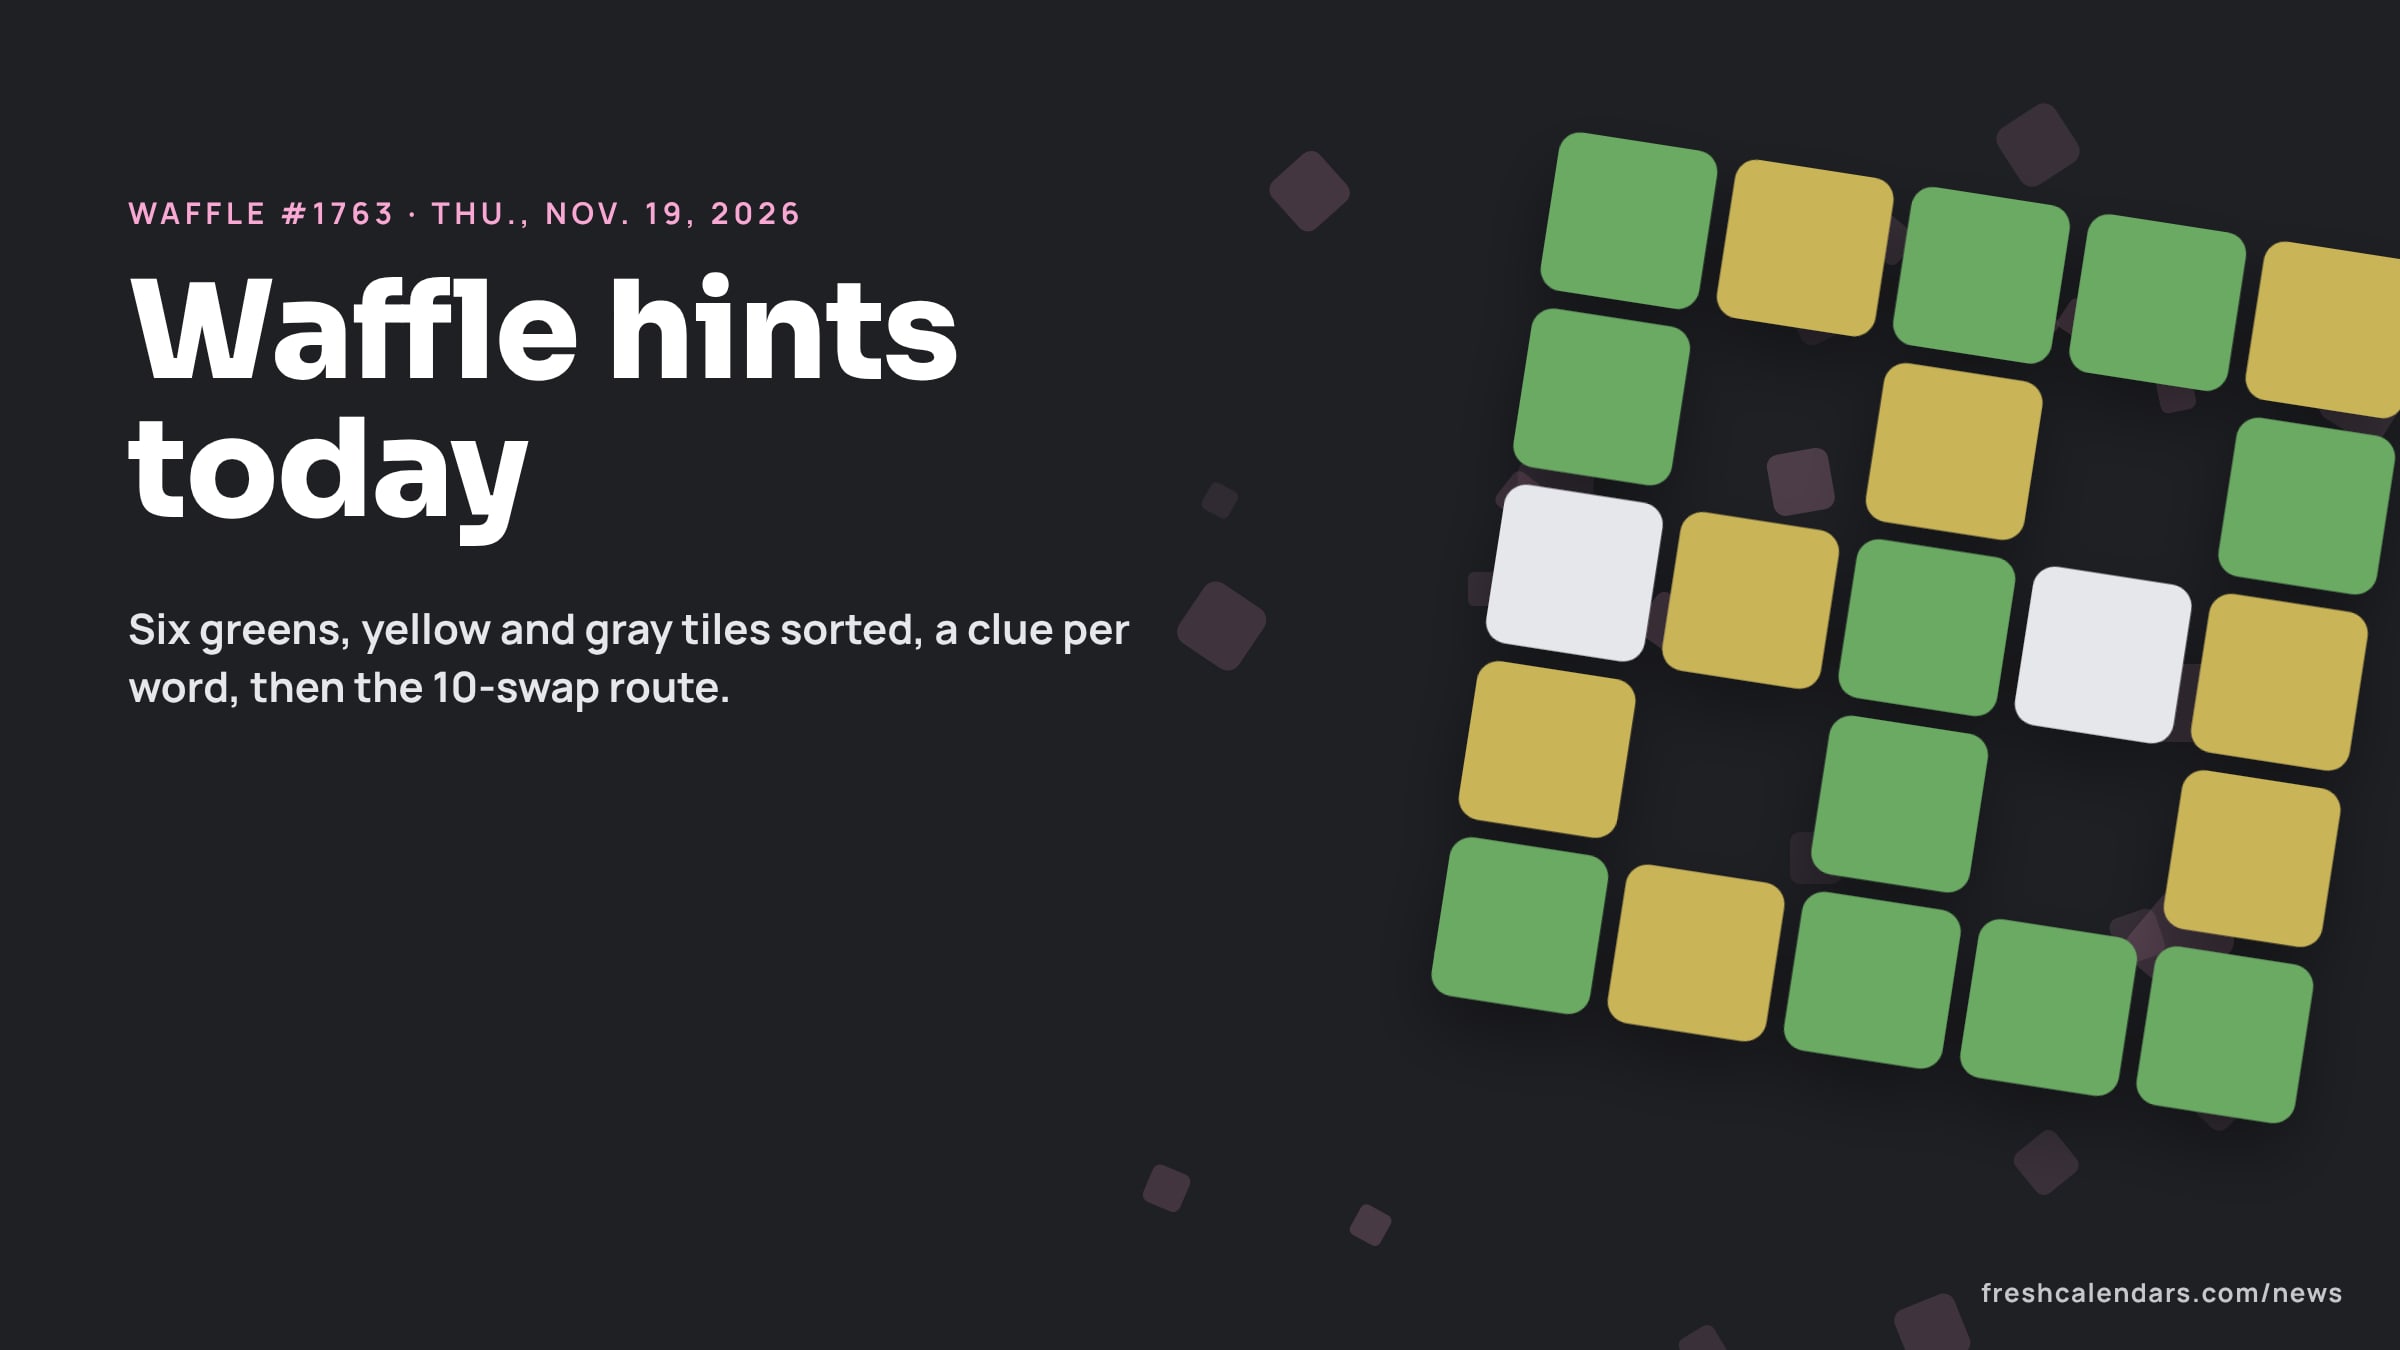 WAFFLE #1763 · THU., NOV. 19, 2026
Waffle hints
today
Six greens, yellow and gray tiles sorted, a clue per
word, then the 10-swap route.
freshcalendars.com/news